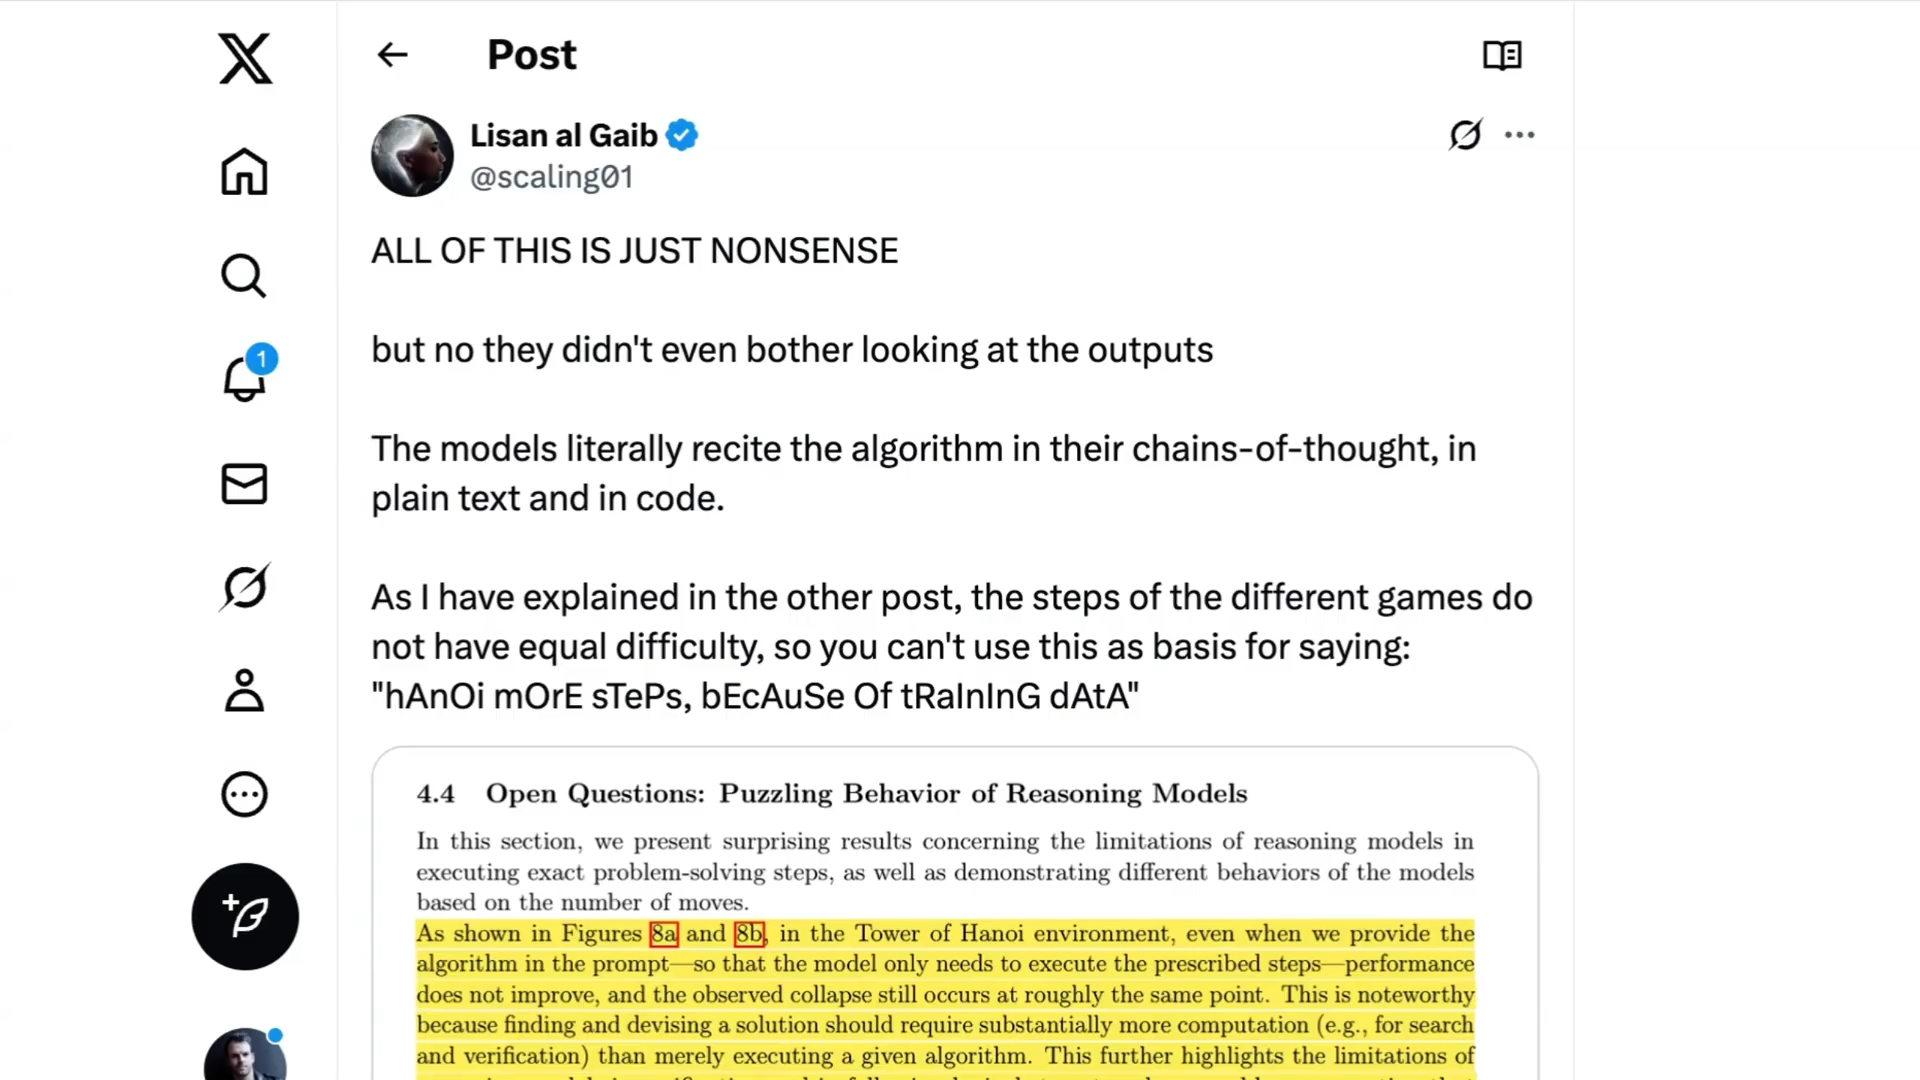 Post
Lisan al Gaib
@scaling01
ALL OF THIS IS JUST NONSENSE
but no they didn't even bother looking at the outputs
The models literally recite the algorithm in their chains-of-thought, in
plain text and in code.
As I have explained in the other post, the steps of the different games do
not have equal difficulty, so you can't use this as basis for saying:
"hAnOi mOrE sTePs, bEcAuSe Of tRaInInG dAtA"
1
4.4 Open Questions: Puzzling Behavior of Reasoning Models
In this section, we present surprising results concerning the limitations of reasoning models in
executing exact problem-solving steps, as well as demonstrating different behaviors of the models
based on the number of moves.
As shown in Figures 8a and 8b, in the Tower of Hanoi environment, even when we provide the
algorithm in the prompt—so that the model only needs to execute the prescribed steps—performance
does not improve, and the observed collapse still occurs at roughly the same point. This is noteworthy
because finding and devising a solution should require substantially more computation (e.g., for search
and verification) than merely executing a given algorithm. This further highlights the limitations of